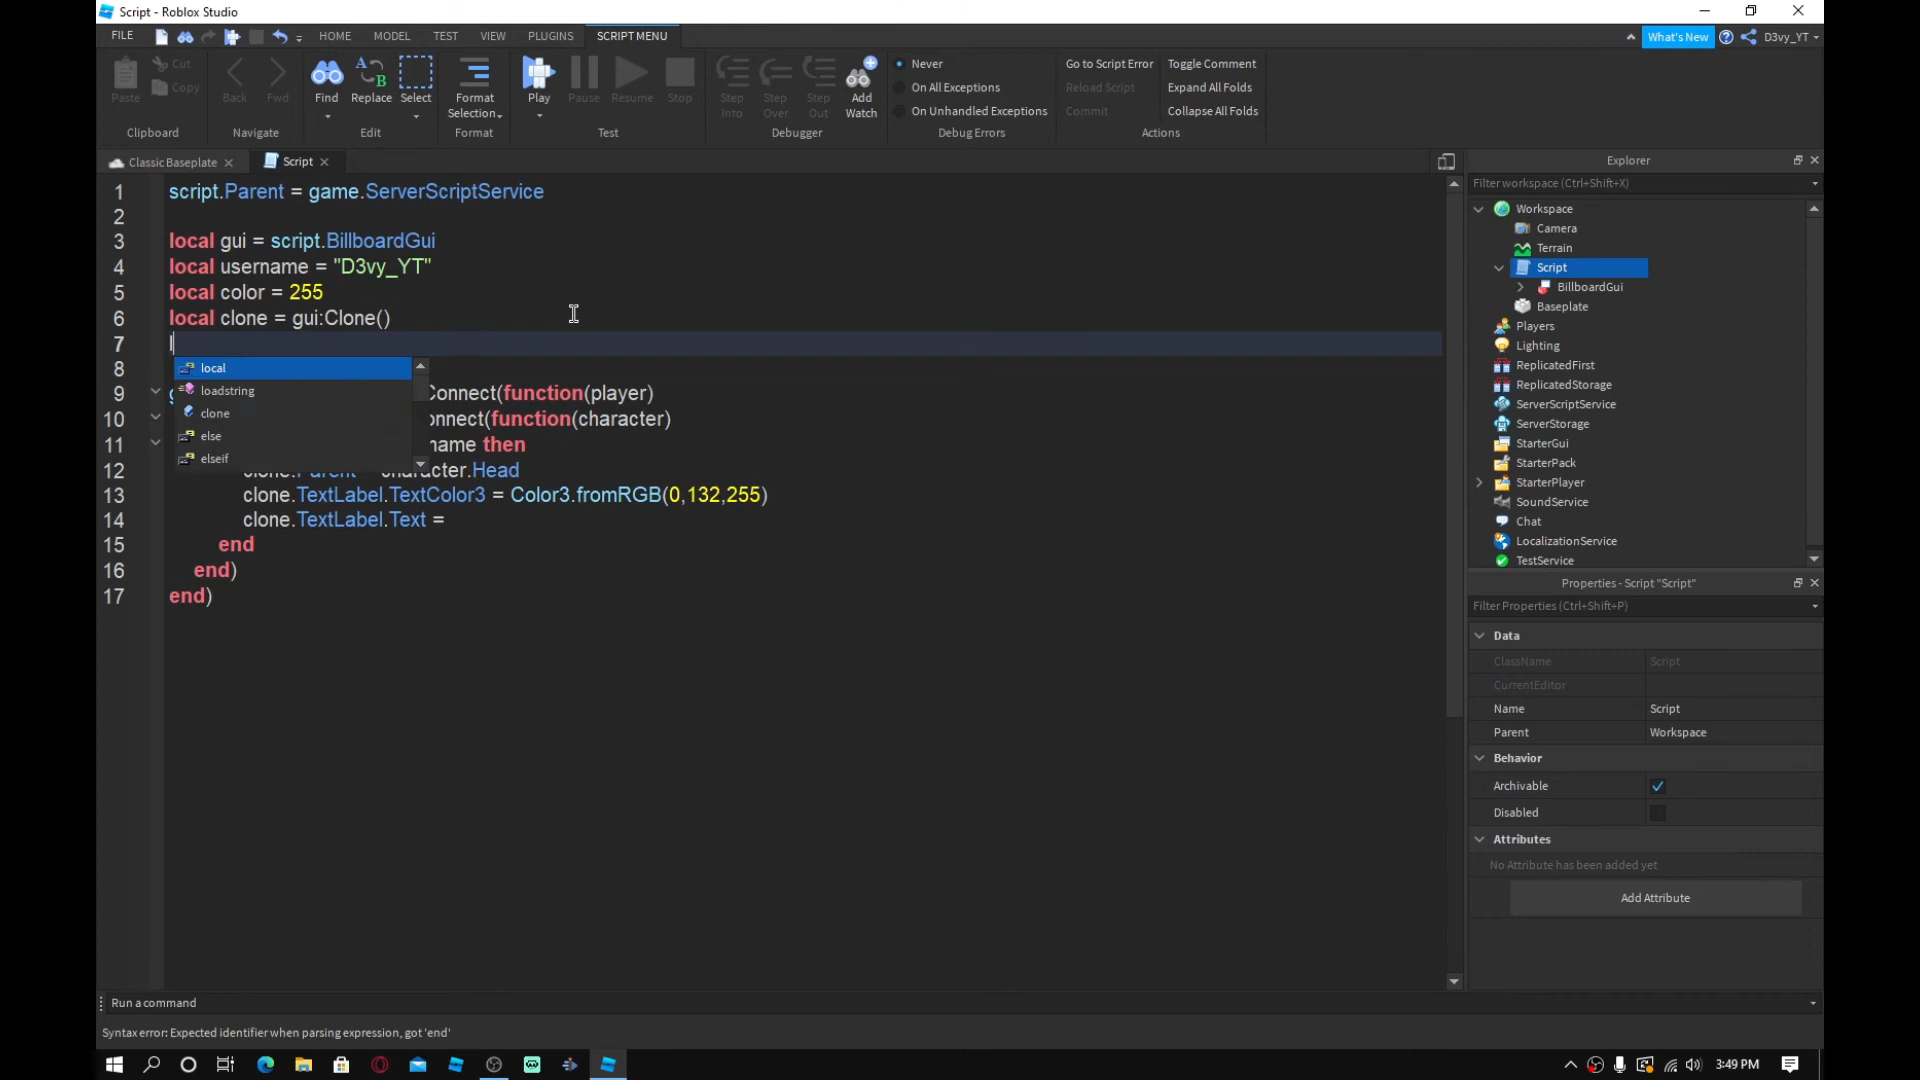 Script - Roblox Studio
FILE HOME MODEL TEST VIEW PLUGINS SCRIPT MENU What's New D3vy_YT
Paste Cut Copy Back Fwd Find Replace Select Format Selection Play Pause Resume Stop Step Into Step Over Step Out Add Watch
Never
On All Exceptions
On Unhandled Exceptions
Go to Script Error
Reload Script
Commit
Toggle Comment
Expand All Folds
Collapse All Folds
Clipboard Navigate Edit Format Test Debugger Debug Errors Actions
Classic Baseplate Script
1 script.Parent = game.ServerScriptService
2
3 local gui = script.BillboardGui
4 local username = "D3vy_YT"
5 local color = 255
6 local clone = gui:Clone()
7 l
8
9 Connect(function(player)
10 onnect(function(character)
11 name then
12 character.Head
13 clone.TextLabel.TextColor3 = Color3.fromRGB(0,132,255)
14 clone.TextLabel.Text =
15 end
16 end)
17 end)
local
loadstring
clone
else
elseif
Explorer
Filter workspace (Ctrl+Shift+X)
Workspace
Camera
Terrain
Script
BillboardGui
Baseplate
Players
Lighting
ReplicatedFirst
ReplicatedStorage
ServerScriptService
ServerStorage
StarterGui
StarterPack
StarterPlayer
SoundService
Chat
LocalizationService
TestService
Properties - Script "Script"
Filter Properties (Ctrl+Shift+P)
Data
ClassName Script
CurrentEditor
Name Script
Parent Workspace
Behavior
Archivable
Disabled
Attributes
No Attribute has been added yet
Add Attribute
Run a command
Syntax error: Expected identifier when parsing expression, got 'end'
3:49 PM